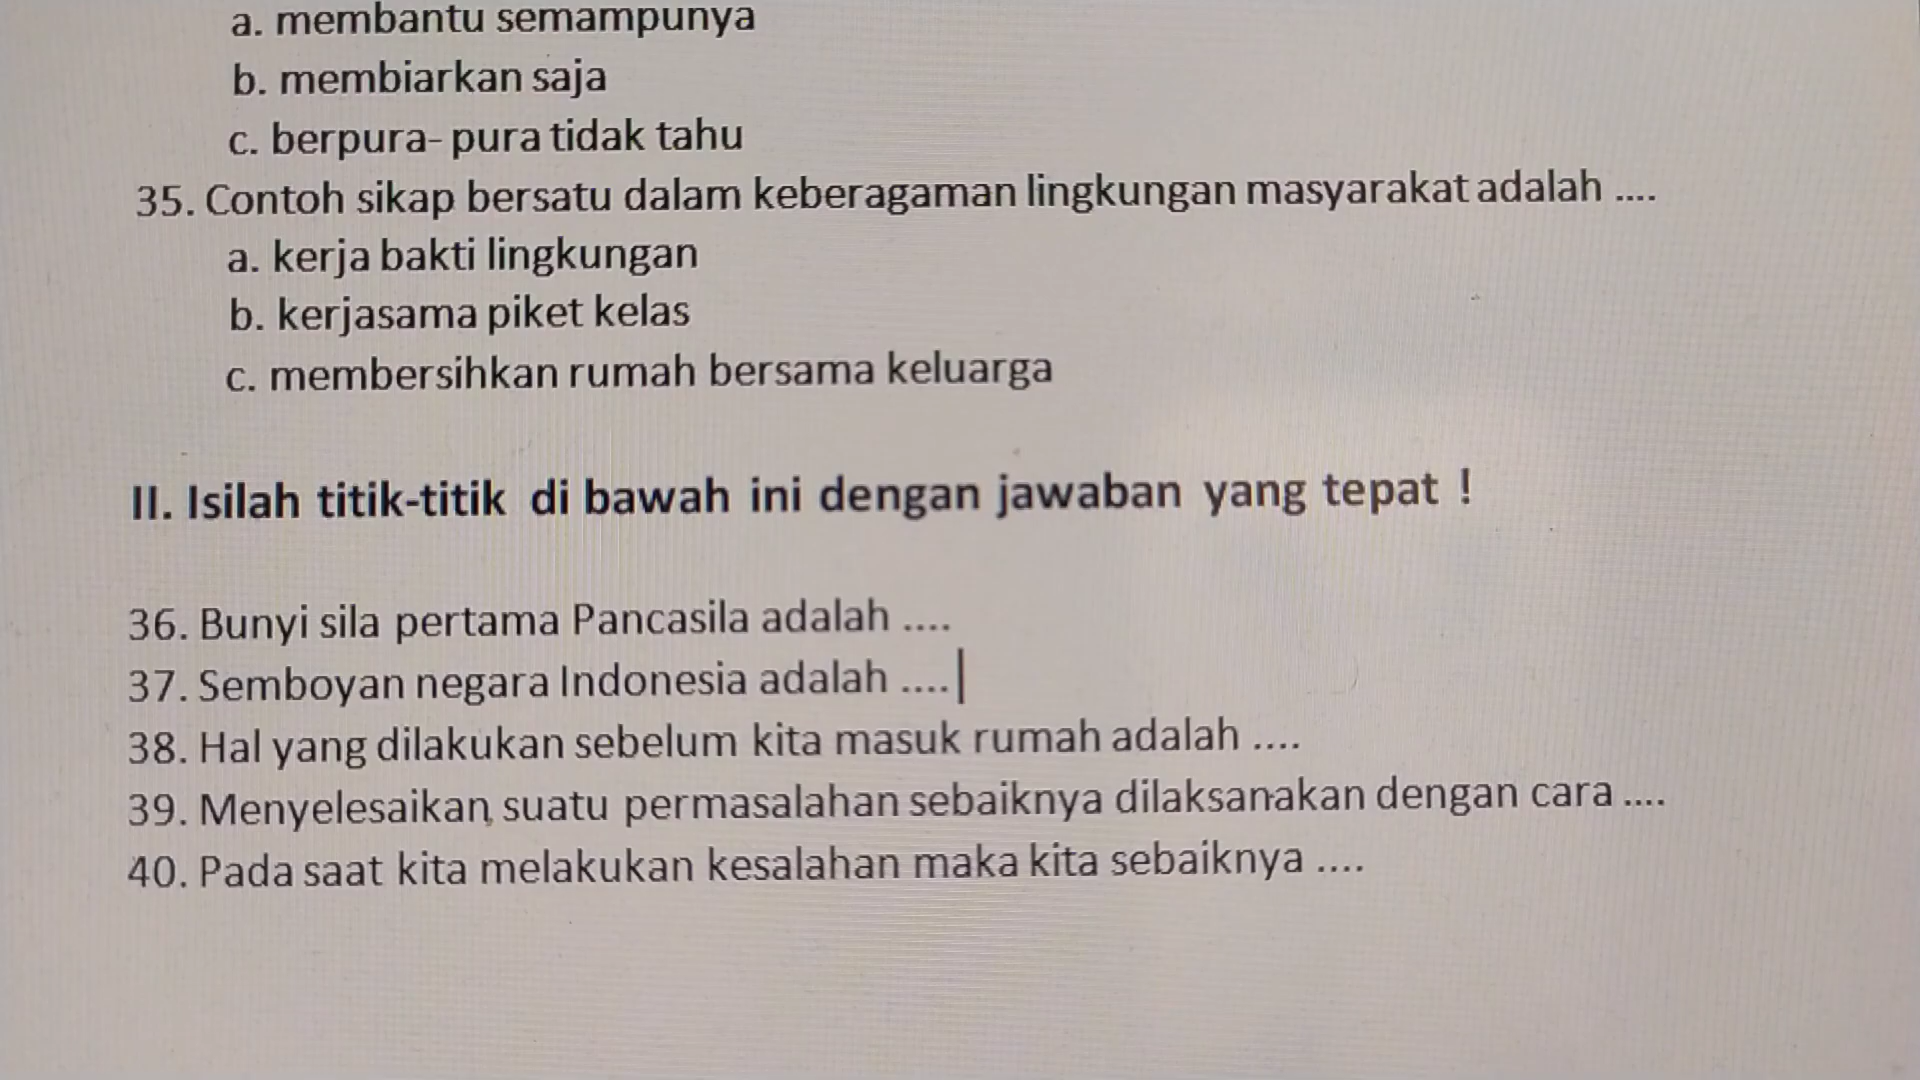 a. membantu semampunya
b. membiarkan saja
c. berpura- pura tidak tahu
35. Contoh sikap bersatu dalam keberagaman lingkungan masyarakat adalah ....
a. kerja bakti lingkungan
b. kerjasama piket kelas
c. membersihkan rumah bersama keluarga
II. Isilah titik-titik di bawah ini dengan jawaban yang tepat !
36. Bunyi sila pertama Pancasila adalah ....
37. Semboyan negara Indonesia adalah ....
38. Hal yang dilakukan sebelum kita masuk rumah adalah ....
39. Menyelesaikan suatu permasalahan sebaiknya dilaksanakan dengan cara ....
40. Pada saat kita melakukan kesalahan maka kita sebaiknya ....